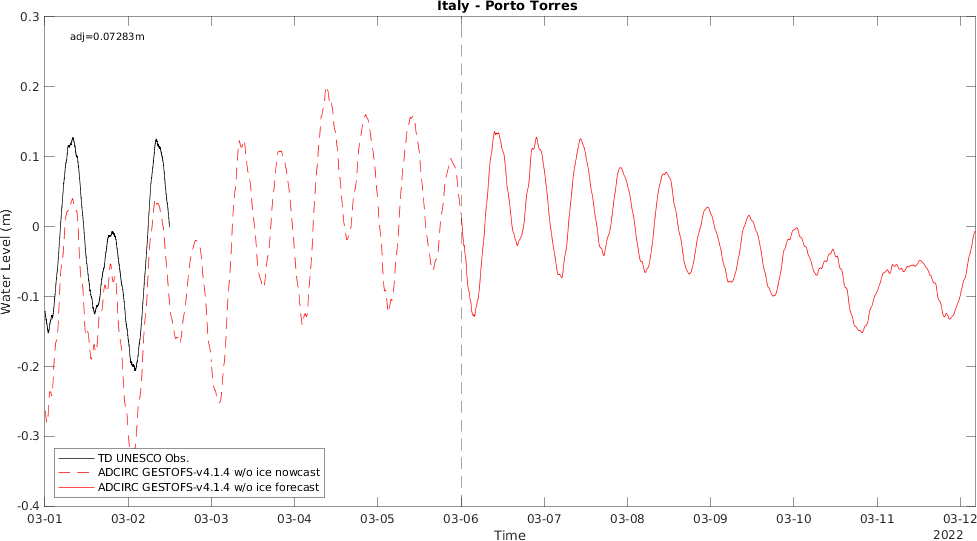 Italy - Porto Torres
adj=0.07283m
0.3
0.2
0.1
0
-0.1
-0.2
-0.3
-0.4
Water Level (m)
TD UNESCO Obs.
ADCIRC GESTOFS-v4.1.4 w/o ice nowcast
ADCIRC GESTOFS-v4.1.4 w/o ice forecast
03-01 03-02 03-03 03-04 03-05 03-06 03-07 03-08 03-09 03-10 03-11 03-12
Time
2022